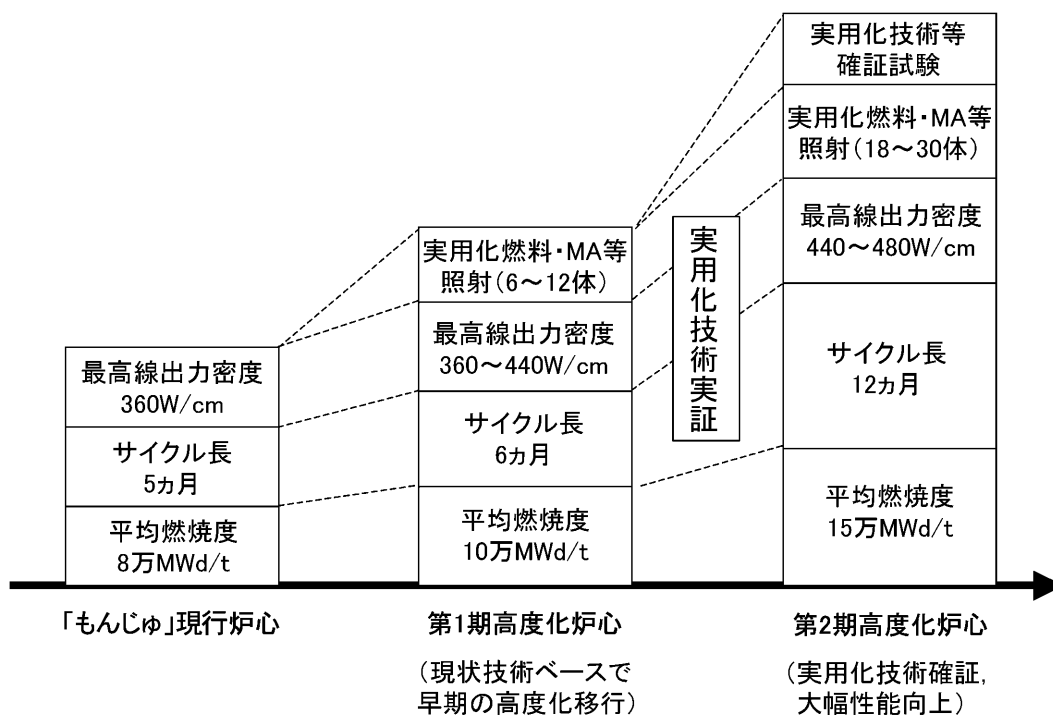 最高線出力密度
360W/cm
サイクル長
5ヵ月
平均燃焼度
8万MWd/t
「もんじゅ」現行炉心
実用化燃料・MA等
照射(6～12体)
最高線出力密度
360～440W/cm
サイクル長
6ヵ月
平均燃焼度
10万MWd/t
第1期高度化炉心
(現状技術ベースで
早期の高度化移行)
実用化技術実証
実用化技術等
確証試験
実用化燃料・MA等
照射(18～30体)
最高線出力密度
440～480W/cm
サイクル長
12ヵ月
平均燃焼度
15万MWd/t
第2期高度化炉心
(実用化技術確証,
大幅性能向上)